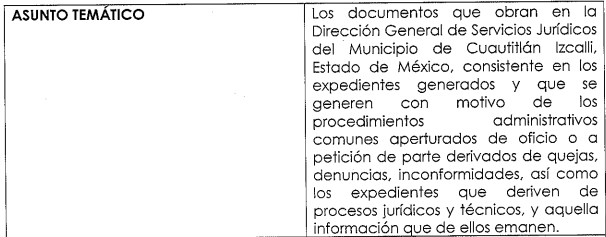 ASUNTO TEMÁTICO
Los documentos que obran en la
Dirección General de Servicios Jurídicos
del Municipio de Cuautitlán Izcalli,
Estado de México, consistente en los
expedientes generados y que se
generen con motivo de los
procedimientos administrativos
comunes aperturados de oficio o a
petición de parte derivados de quejas,
denuncias, inconformidades, así como
los expedientes que deriven de
procesos jurídicos y técnicos, y aquella
información que de ellos emanen.